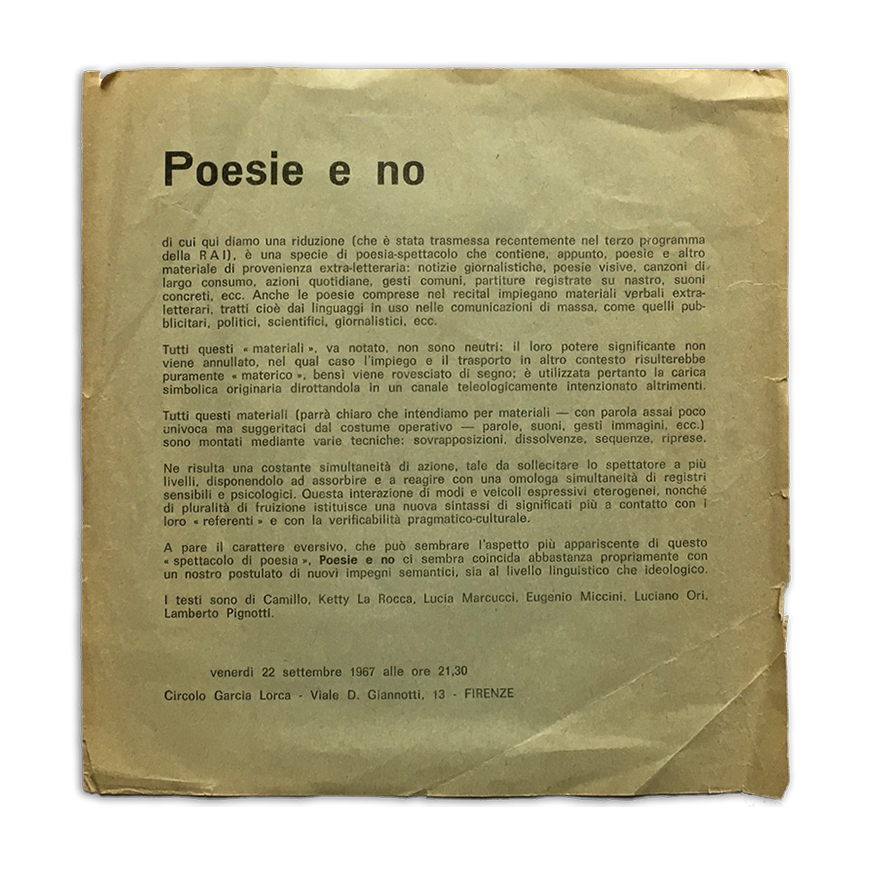 Poesie e no
di cui qui diamo una riduzione (che è stata trasmessa recentemente nel terzo programma
della RAI), è una specie di poesia-spettacolo che contiene, appunto, poesie e altro
materiale di provenienza extra-letteraria: notizie giornalistiche, poesie visive, canzoni di
largo consumo, azioni quotidiane, gesti comuni, partiture registrate su nastro, suoni
concreti, ecc. Anche le poesie comprese nel recital impiegano materiali verbali extra-
letterari, tratti cioè dai linguaggi in uso nelle comunicazioni di massa, come quelli pub-
blicitari, politici, scientifici, giornalistici, ecc.
Tutti questi « materiali », va notato, non sono neutri: il loro potere significante non
viene annullato, nel qual caso l'impiego e il trasporto in altro contesto risulterebbe
puramente « materico », bensì viene rovesciato di segno: è utilizzata pertanto la carica
simbolica originaria dirottandola in un canale teleologicamente intenzionato altrimenti.
Tutti questi materiali (parrà chiaro che intendiamo per materiali — con parola assai poco
univoca ma suggeritaci dal costume operativo — parole, suoni, gesti immagini, ecc.)
sono montati mediante varie tecniche: sovrapposizioni, dissolvenze, sequenze, riprese.
Ne risulta una costante simultaneità di azione, tale da sollecitare lo spettatore a più
livelli, disponendolo ad assorbire e a reagire con una omologa simultaneità di registri
sensibili e psicologici. Questa interazione di modi e veicoli espressivi eterogenei, nonché
di pluralità di fruizione istituisce una nuova sintassi di significati più a contatto con i
loro « referenti » e con la verificabilità pragmatico-culturale.
A pare il carattere eversivo, che può sembrare l'aspetto più appariscente di questo
« spettacolo di poesia », Poesie e no ci sembra coincida abbastanza propriamente con
un nostro postulato di nuovi impegni semantici, sia al livello linguistico che ideologico.
I testi sono di Camillo, Ketty La Rocca, Lucia Marcucci, Eugenio Miccini, Luciano Ori,
Lamberto Pignotti.
venerdì 22 settembre 1967 alle ore 21,30
Circolo Garcia Lorca - Viale D. Giannotti, 13 - FIRENZE